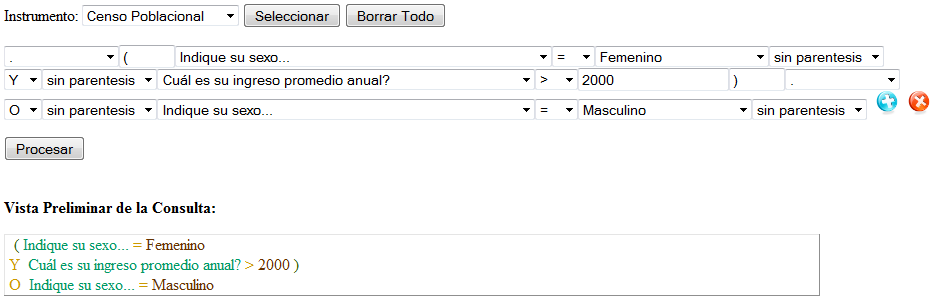 Instrumento: Censo Poblacional Seleccionar Borrar Todo
. ( Indique su sexo... = Femenino sin parentesis
Y sin parentesis Cuál es su ingreso promedio anual? > 2000 ) .
O sin parentesis Indique su sexo... = Masculino sin parentesis
Procesar
Vista Preliminar de la Consulta:
( Indique su sexo... = Femenino
Y Cuál es su ingreso promedio anual? > 2000 )
O Indique su sexo... = Masculino